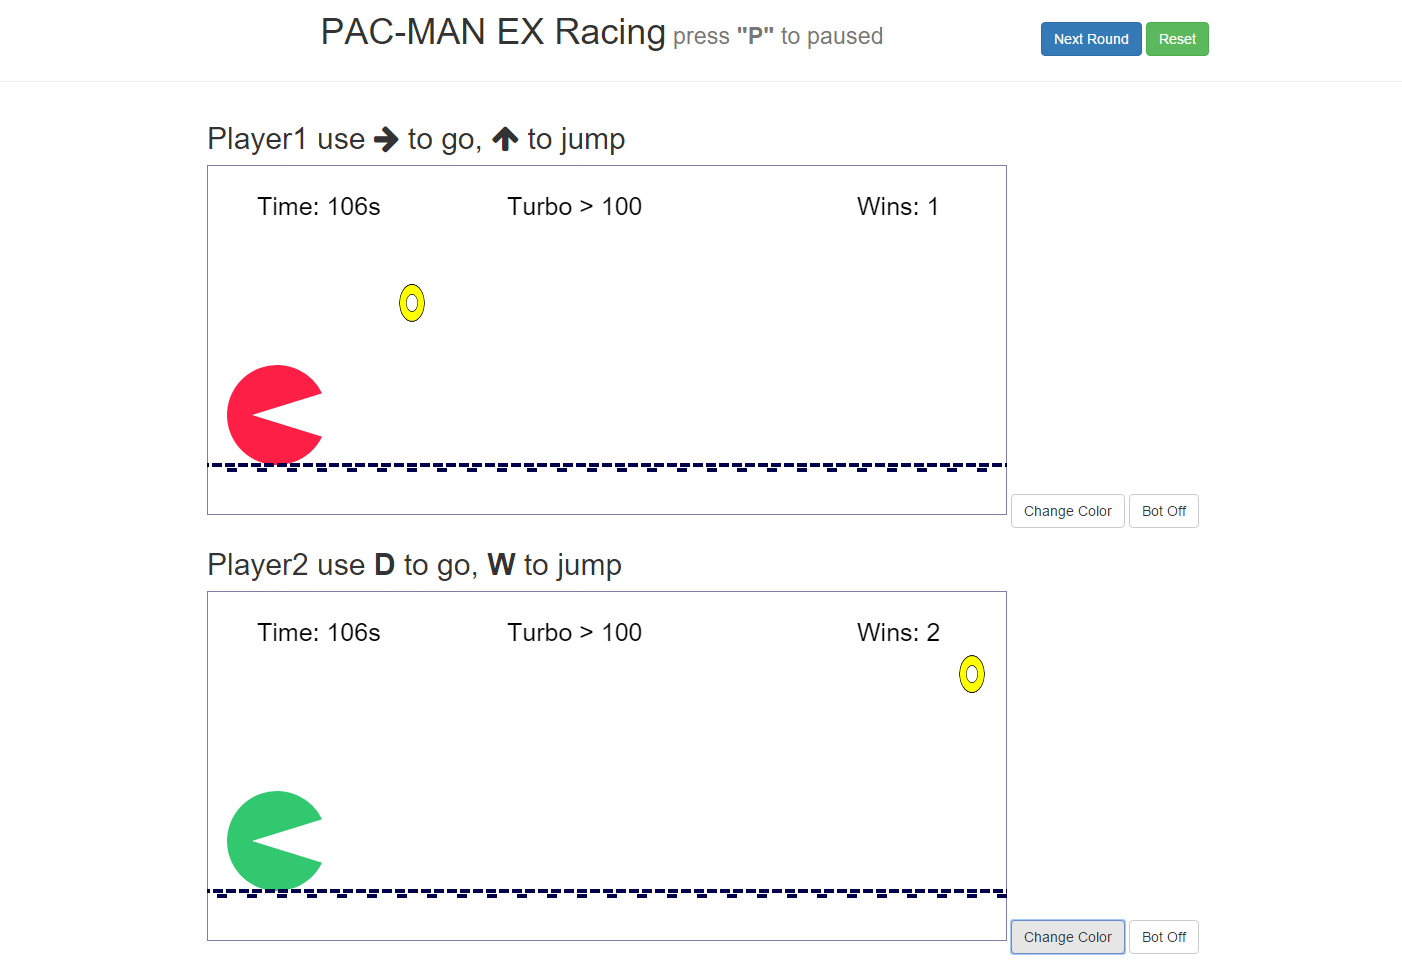 PAC-MAN EX Racing press "P" to paused
Next Round Reset
Player1 use → to go, ↑ to jump
Time: 106s Turbo > 100 Wins: 1
Change Color Bot Off
Player2 use D to go, W to jump
Time: 106s Turbo > 100 Wins: 2
Change Color Bot Off